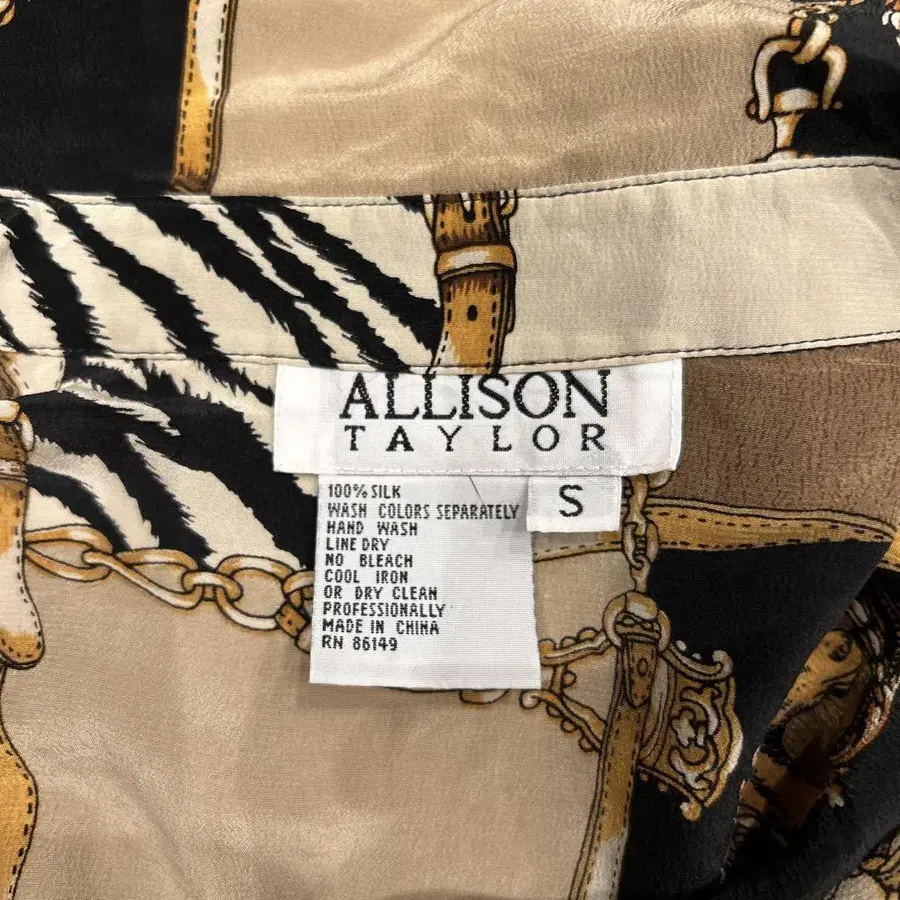 ALLISON
TAYLOR
S
100% SILK
WASH COLORS SEPARATELY
HAND WASH
LINE DRY
NO BLEACH
COOL IRON
OR DRY CLEAN
PROFESSIONALLY
MADE IN CHINA
RN 86149